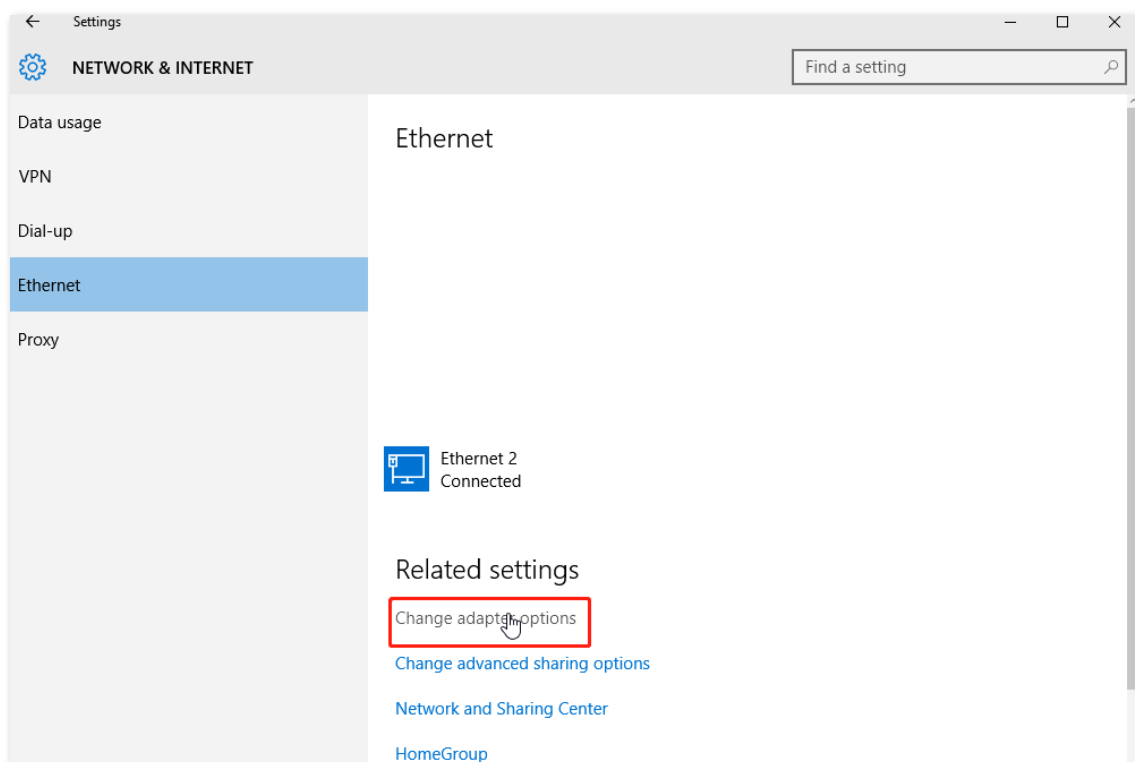 Settings
NETWORK & INTERNET
Find a setting
Data usage
VPN
Dial-up
Ethernet
Proxy
Ethernet
Ethernet 2
Connected
Related settings
Change adapter options
Change advanced sharing options
Network and Sharing Center
HomeGroup